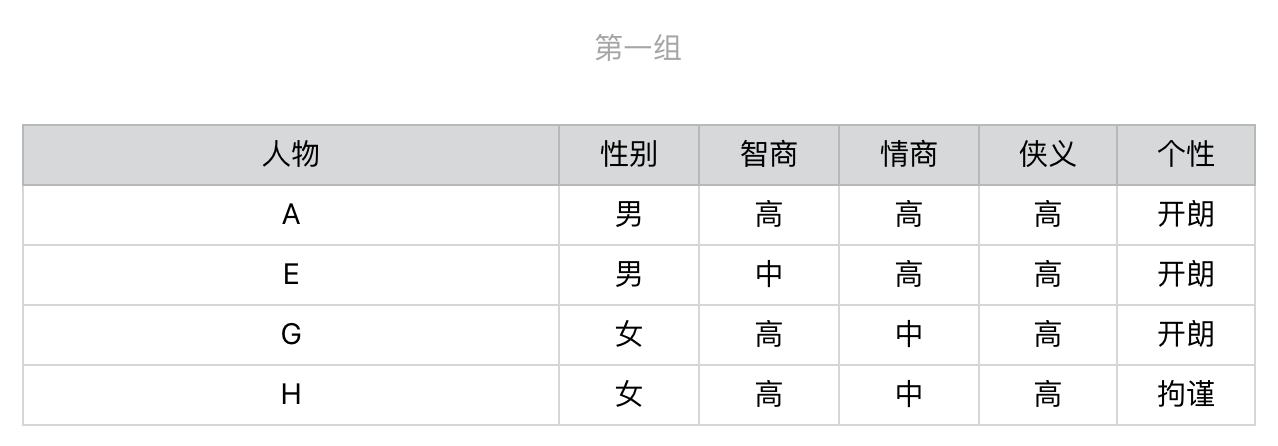 第一组
人物 性别 智商 情商 侠义 个性
A 男 高 高 高 开朗
E 男 中 高 高 开朗
G 女 高 中 高 开朗
H 女 高 中 高 拘谨